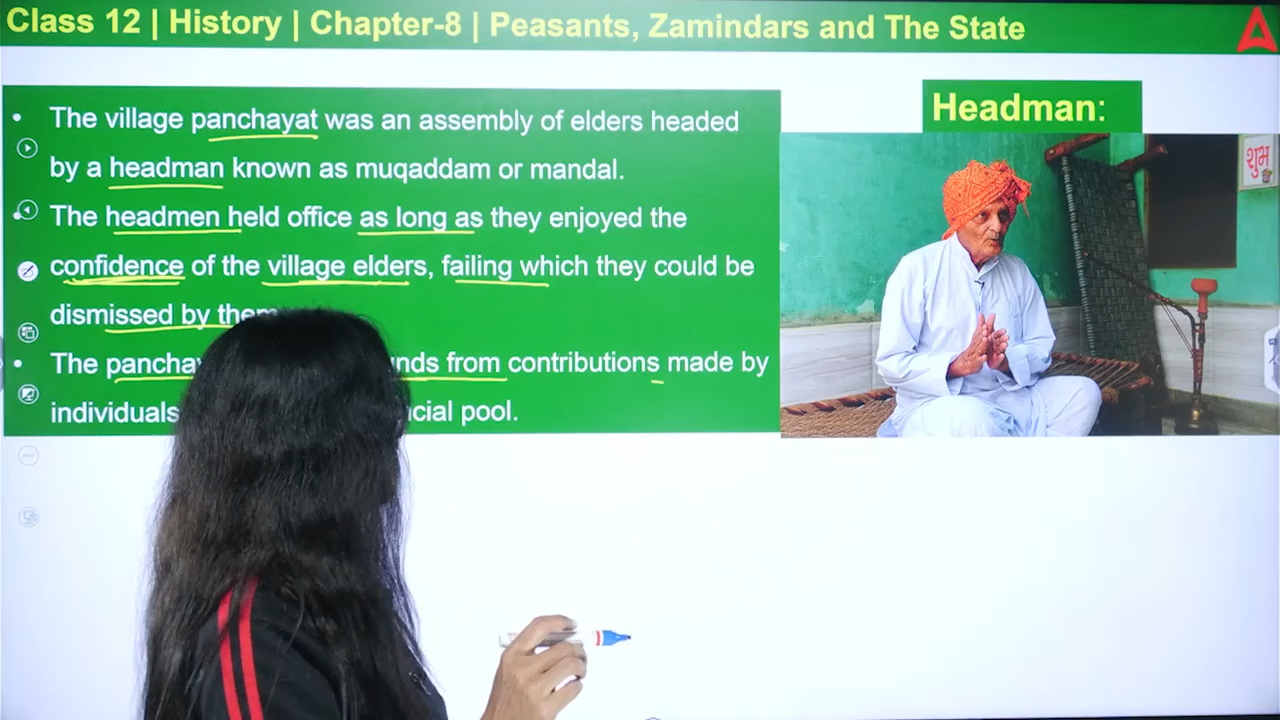 Class 12 | History | Chapter-8 | Peasants, Zamindars and The State
Headman:
• The village panchayat was an assembly of elders headed
by a headman known as muqaddam or mandal.
• The headmen held office as long as they enjoyed the
confidence of the village elders, failing which they could be
dismissed by them
• The from contributions made by
individuals pool.
शुभ